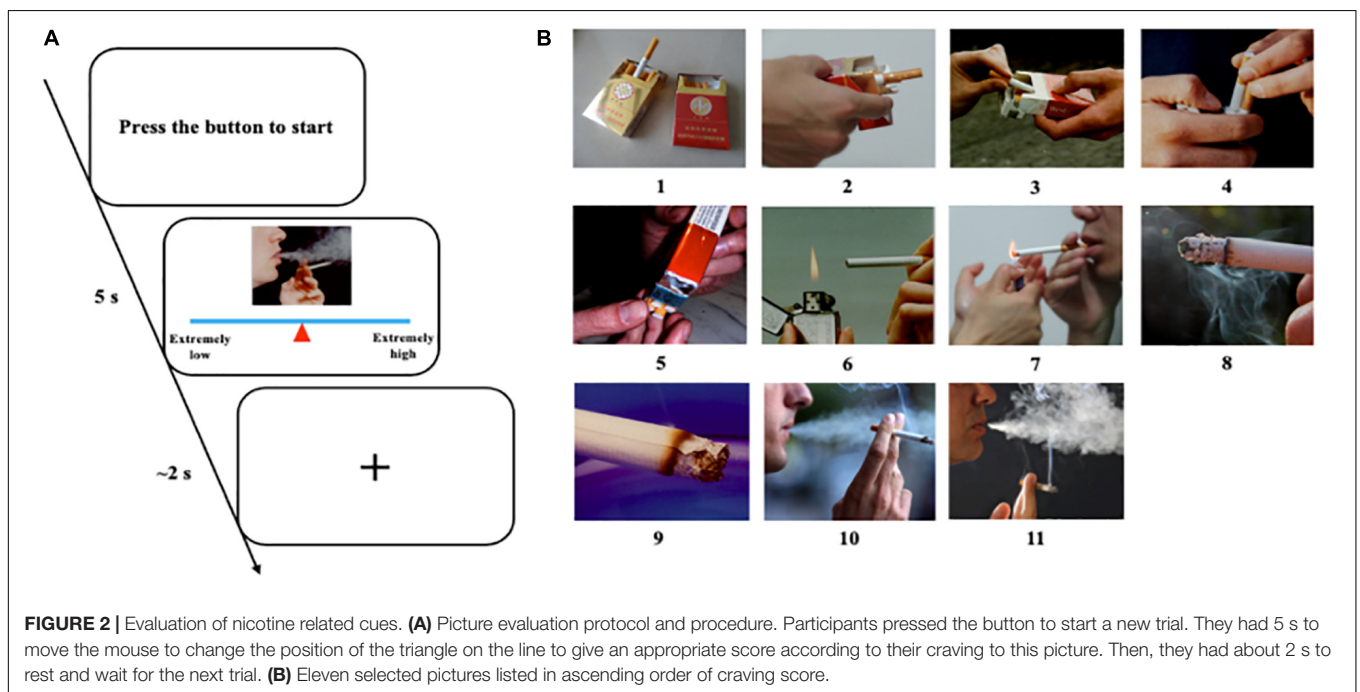 A
Press the button to start
5 s
Extremely
low
Extremely
high
~2 s
B
1
2
3
4
5
6
7
8
9
10
11
FIGURE 2 | Evaluation of nicotine related cues. (A) Picture evaluation protocol and procedure. Participants pressed the button to start a new trial. They had 5 s to
move the mouse to change the position of the triangle on the line to give an appropriate score according to their craving to this picture. Then, they had about 2 s to
rest and wait for the next trial. (B) Eleven selected pictures listed in ascending order of craving score.